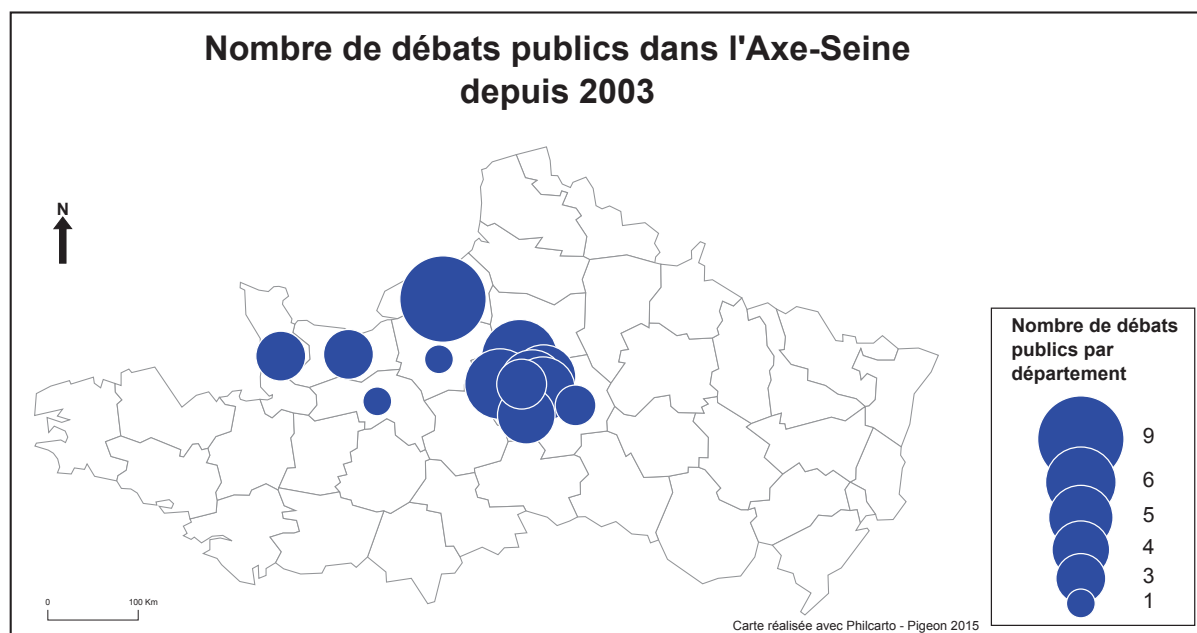 Nombre de débats publics dans l'Axe-Seine
depuis 2003
N
Nombre de débats
publics par
département
9
6
5
4
3
1
0 100 Km
Carte réalisée avec Philcarto - Pigeon 2015